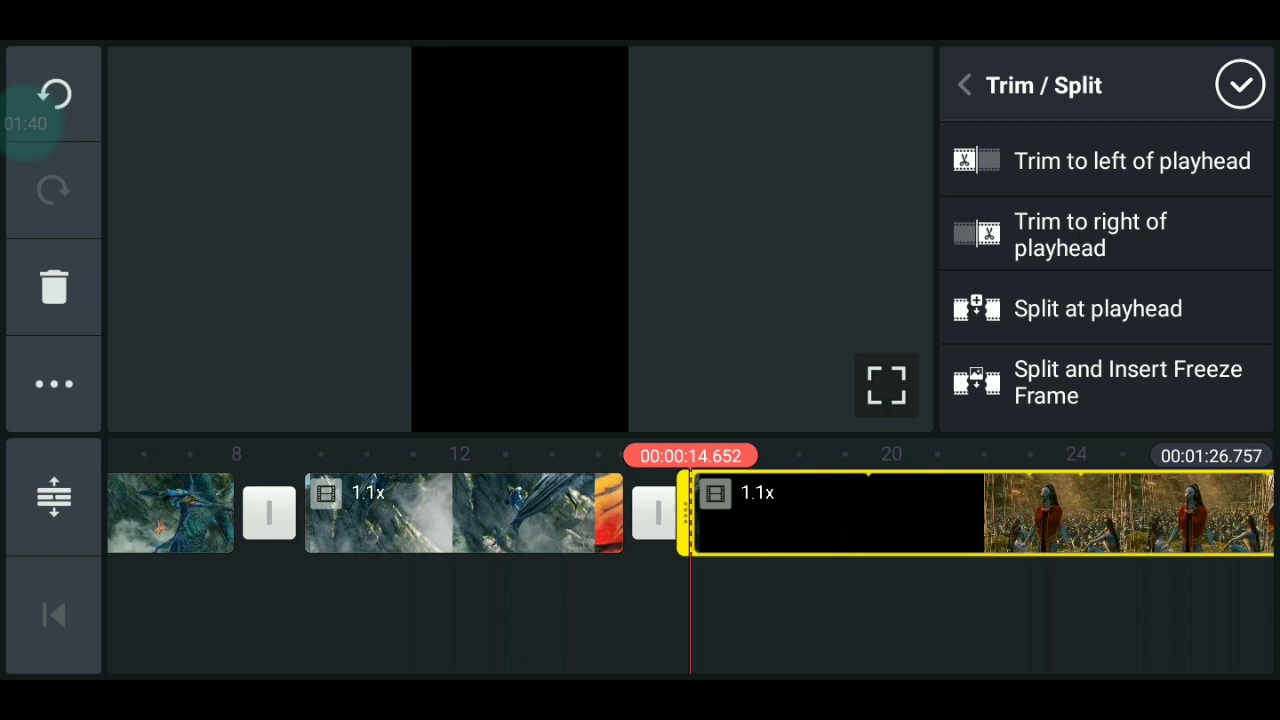 01:40
Trim / Split
Trim to left of playhead
Trim to right of
playhead
Split at playhead
Split and Insert Freeze
Frame
8
12
00:00:14.652
20
24
00:01:26.757
1.1x
1.1x